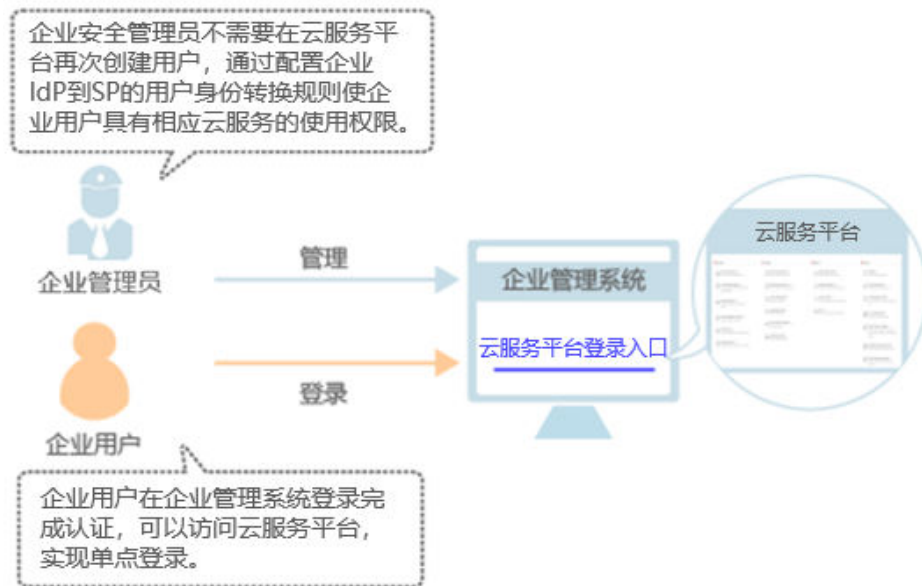 企业安全管理员不需要在云服务平
台再次创建用户，通过配置企业
IdP到SP的用户身份转换规则使企
业用户具有相应云服务的使用权限。
企业管理员
管理
企业管理系统
云服务平台登录入口
云服务平台
登录
企业用户
企业用户在企业管理系统登录完
成认证，可以访问云服务平台，
实现单点登录。